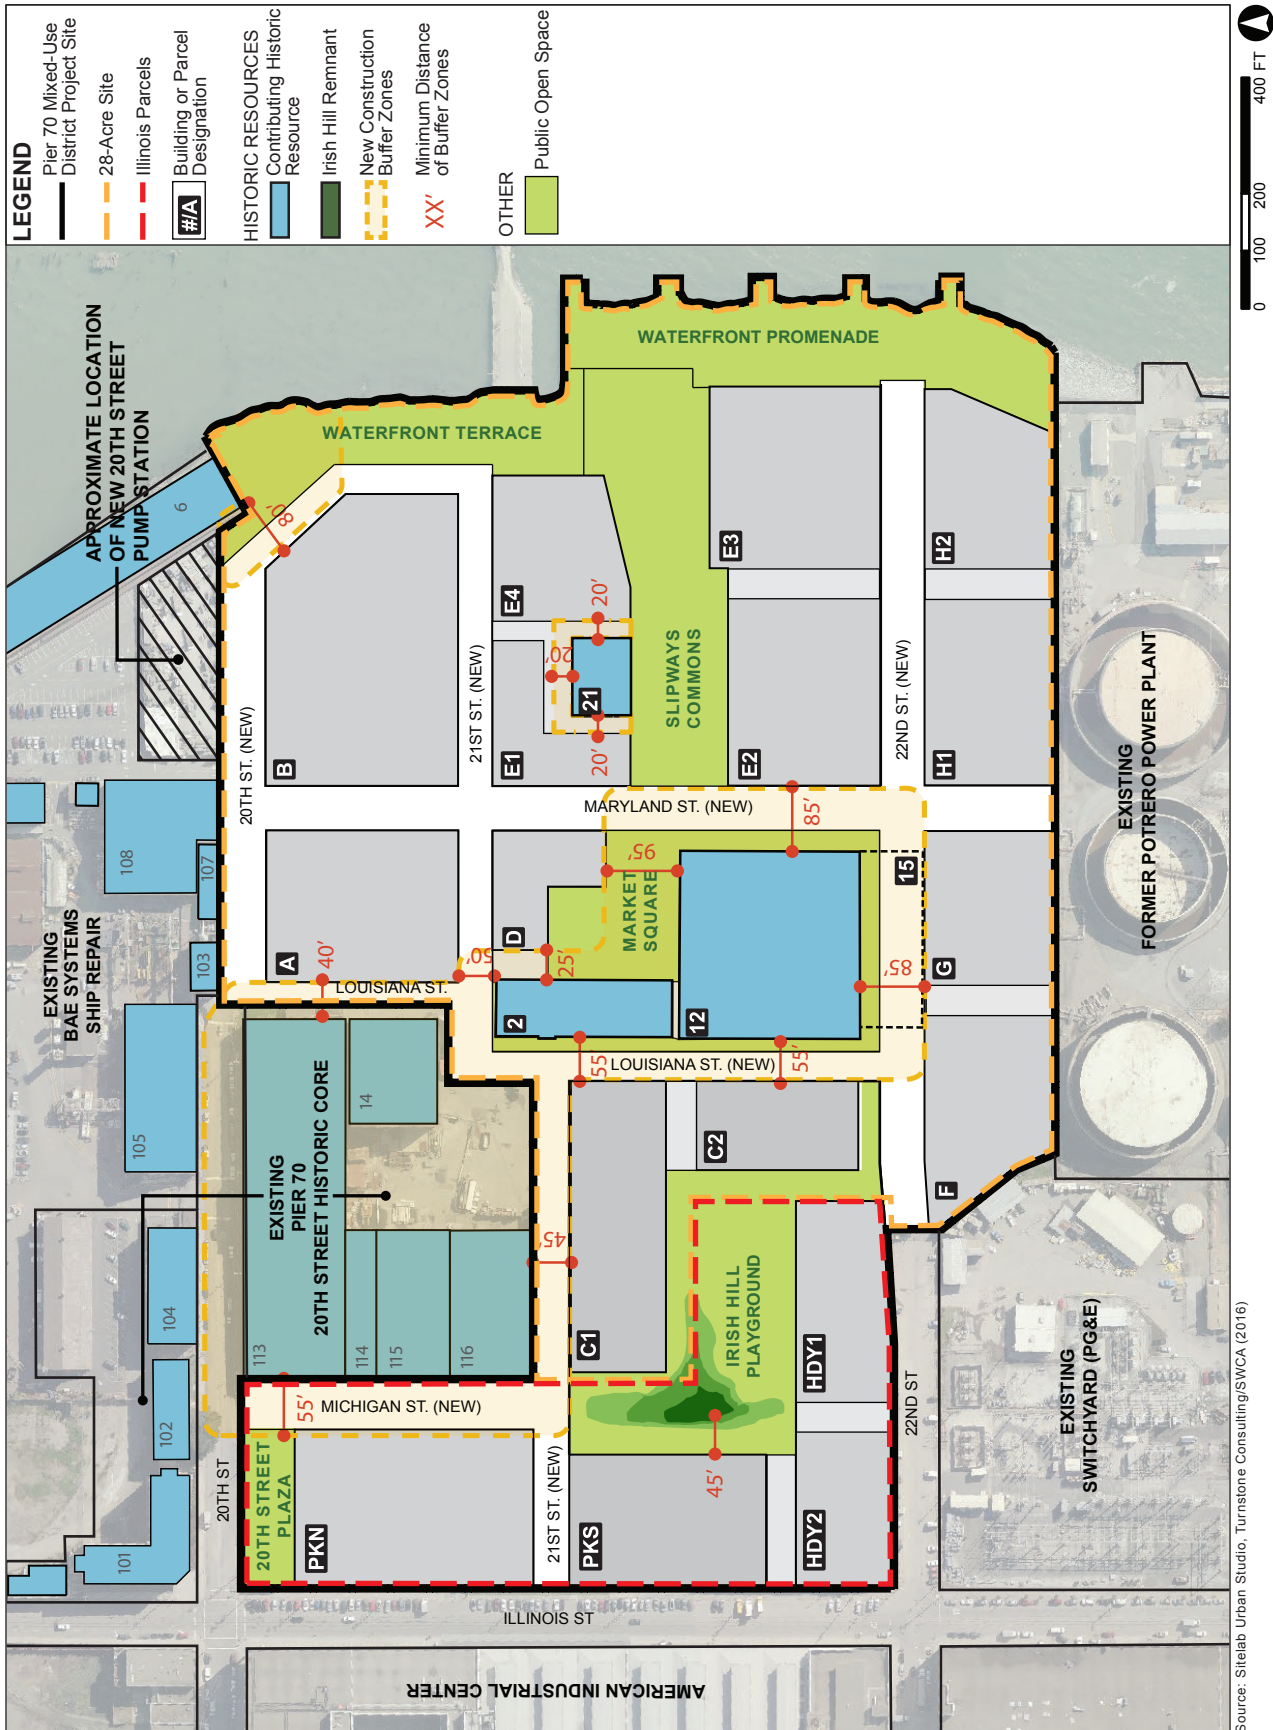 LEGEND
Pier 70 Mixed-Use
District Project Site
28-Acre Site
Illinois Parcels
#/A
Building or Parcel
Designation
HISTORIC RESOURCES
Contributing Historic
Resource
Irish Hill Remnant
New Construction
Buffer Zones
XX'
Minimum Distance
of Buffer Zones
OTHER
Public Open Space
0
100
200
400 FT
APPROXIMATE LOCATION
OF NEW 20TH STREET
PUMP STATION
6
80'
WATERFRONT TERRACE
WATERFRONT PROMENADE
20TH ST. (NEW)
B
21ST ST. (NEW)
E4
E1
21
20'
20'
20'
SLIPWAYS
COMMONS
E3
E2
22ND ST. (NEW)
H2
H1
EXISTING
FORMER POTRERO POWER PLANT
MARYLAND ST. (NEW)
EXISTING
BAE SYSTEMS
SHIP REPAIR
108
107
103
105
A
40'
LOUISIANA ST.
50'
D
25'
MARKET
SQUARE
95'
85'
15
85'
G
2
12
55'
LOUISIANA ST. (NEW)
55'
EXISTING
PIER 70
20TH STREET HISTORIC CORE
14
113
114
115
116
104
102
101
45'
C1
C2
F
IRISH HILL
PLAYGROUND
HDY1
22ND ST
EXISTING
SWITCHYARD (PG&E)
55'
MICHIGAN ST. (NEW)
20TH ST
20TH STREET
PLAZA
PKN
21ST ST. (NEW)
PKS
45'
HDY2
ILLINOIS ST
AMERICAN INDUSTRIAL CENTER
Source: Sitelab Urban Studio, Turnstone Consulting/SWCA (2016)